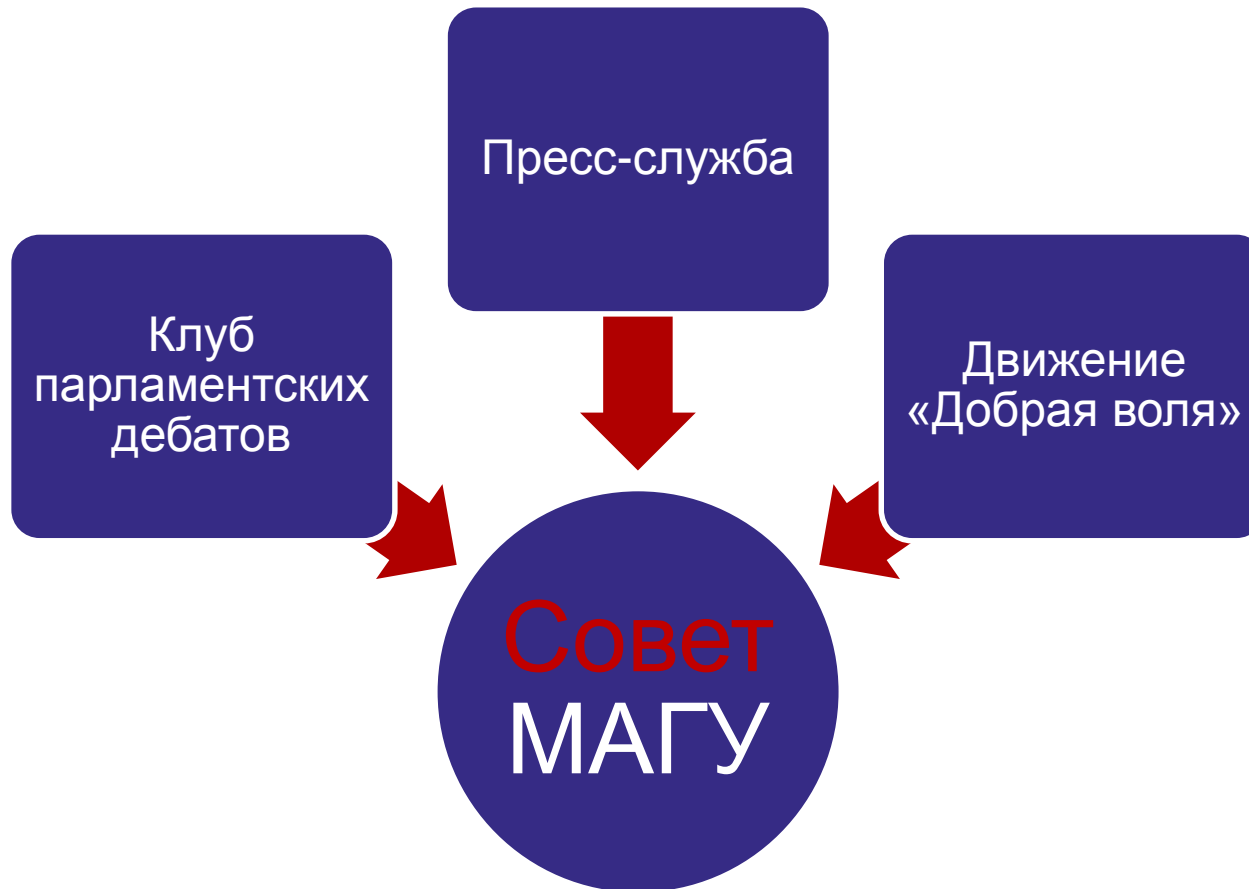 Пресс-служба
Клуб
парламентских
дебатов
Движение
«Добрая воля»
Совет
МАГУ